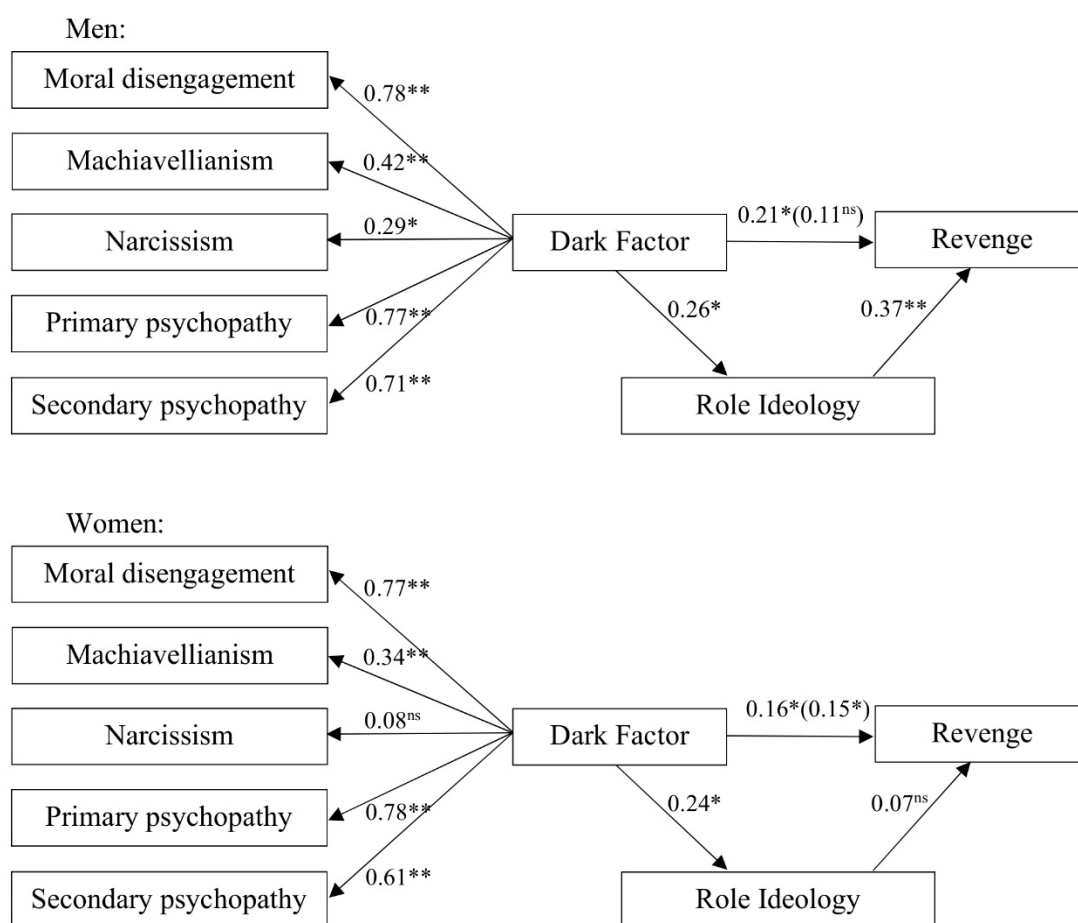 Men:
Moral disengagement
0.78**
Machiavellianism
0.42**
Narcissism
0.29*
Dark Factor
0.21*(0.11ns)
Revenge
Primary psychopathy
0.77**
0.26*
0.37**
Secondary psychopathy
0.71**
Role Ideology
Women:
Moral disengagement
0.77**
Machiavellianism
0.34**
Narcissism
0.08ns
Dark Factor
0.16*(0.15*)
Revenge
Primary psychopathy
0.78**
0.24*
0.07ns
Secondary psychopathy
0.61**
Role Ideology